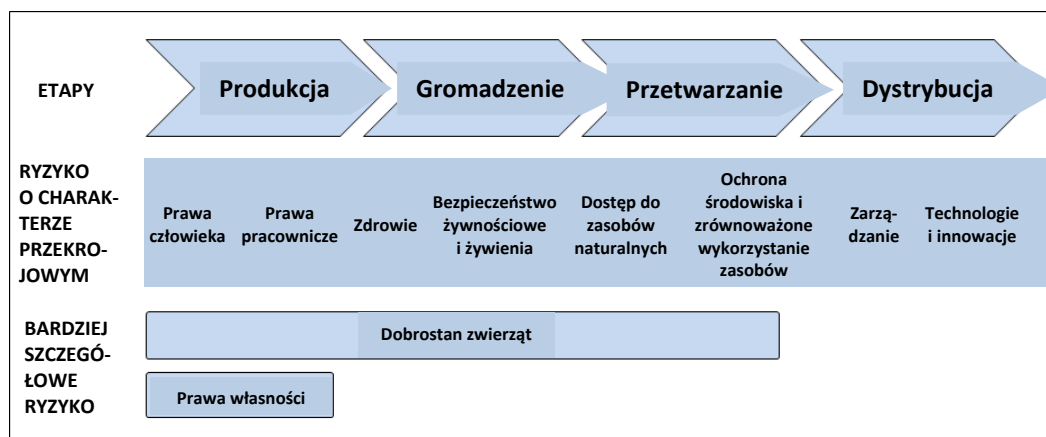 ETAPY
Produkcja
Gromadzenie
Przetwarzanie
Dystrybucja
RYZYKO
O CHARAK-
TERZE
PRZEKRO-
JOWYM
Prawa
człowieka
Prawa
pracownicze
Zdrowie
Bezpieczeństwo
żywnościowe
i żywienia
Dostęp do
zasobów
naturalnych
Ochrona
środowiska i
zrównoważone
wykorzystanie
zasobów
Zarzą-
dzanie
Technologie
i innowacje
BARDZIEJ
SZCZEGÓ-
ŁOWE
RYZYKO
Dobrostan zwierząt
Prawa własności